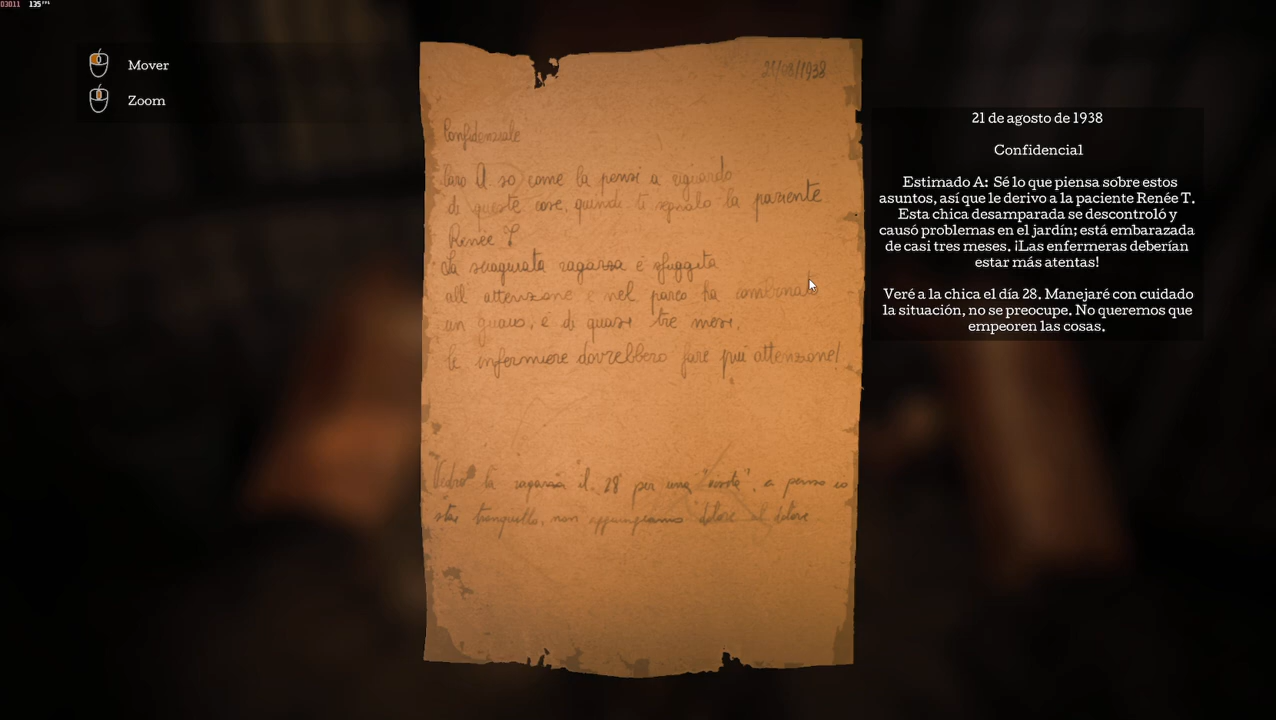 03011 135 FPS
Mover
Zoom
21/08/1938
Confidenziale
Caro A so come la pensi a riguardo
di queste cose, quindi ti segnalo la paziente
Renée T
La sciagurata ragazza è sfuggita
all' attenzione e nel parco ha combinato
un guaio, è di quasi tre mesi,
le infermiere dovrebbero fare più attenzione!
Vedrò la ragazza il 28 per una "visita", a penso io
stai tranquillo, non aggiungiamo dolore al dolore
21 de agosto de 1938
Confidencial
Estimado A: Sé lo que piensa sobre estos
asuntos, así que le derivo a la paciente Renée T.
Esta chica desamparada se descontroló y
causó problemas en el jardín; está embarazada
de casi tres meses. ¡Las enfermeras deberían
estar más atentas!
Veré a la chica el día 28. Manejaré con cuidado
la situación, no se preocupe. No queremos que
empeoren las cosas.